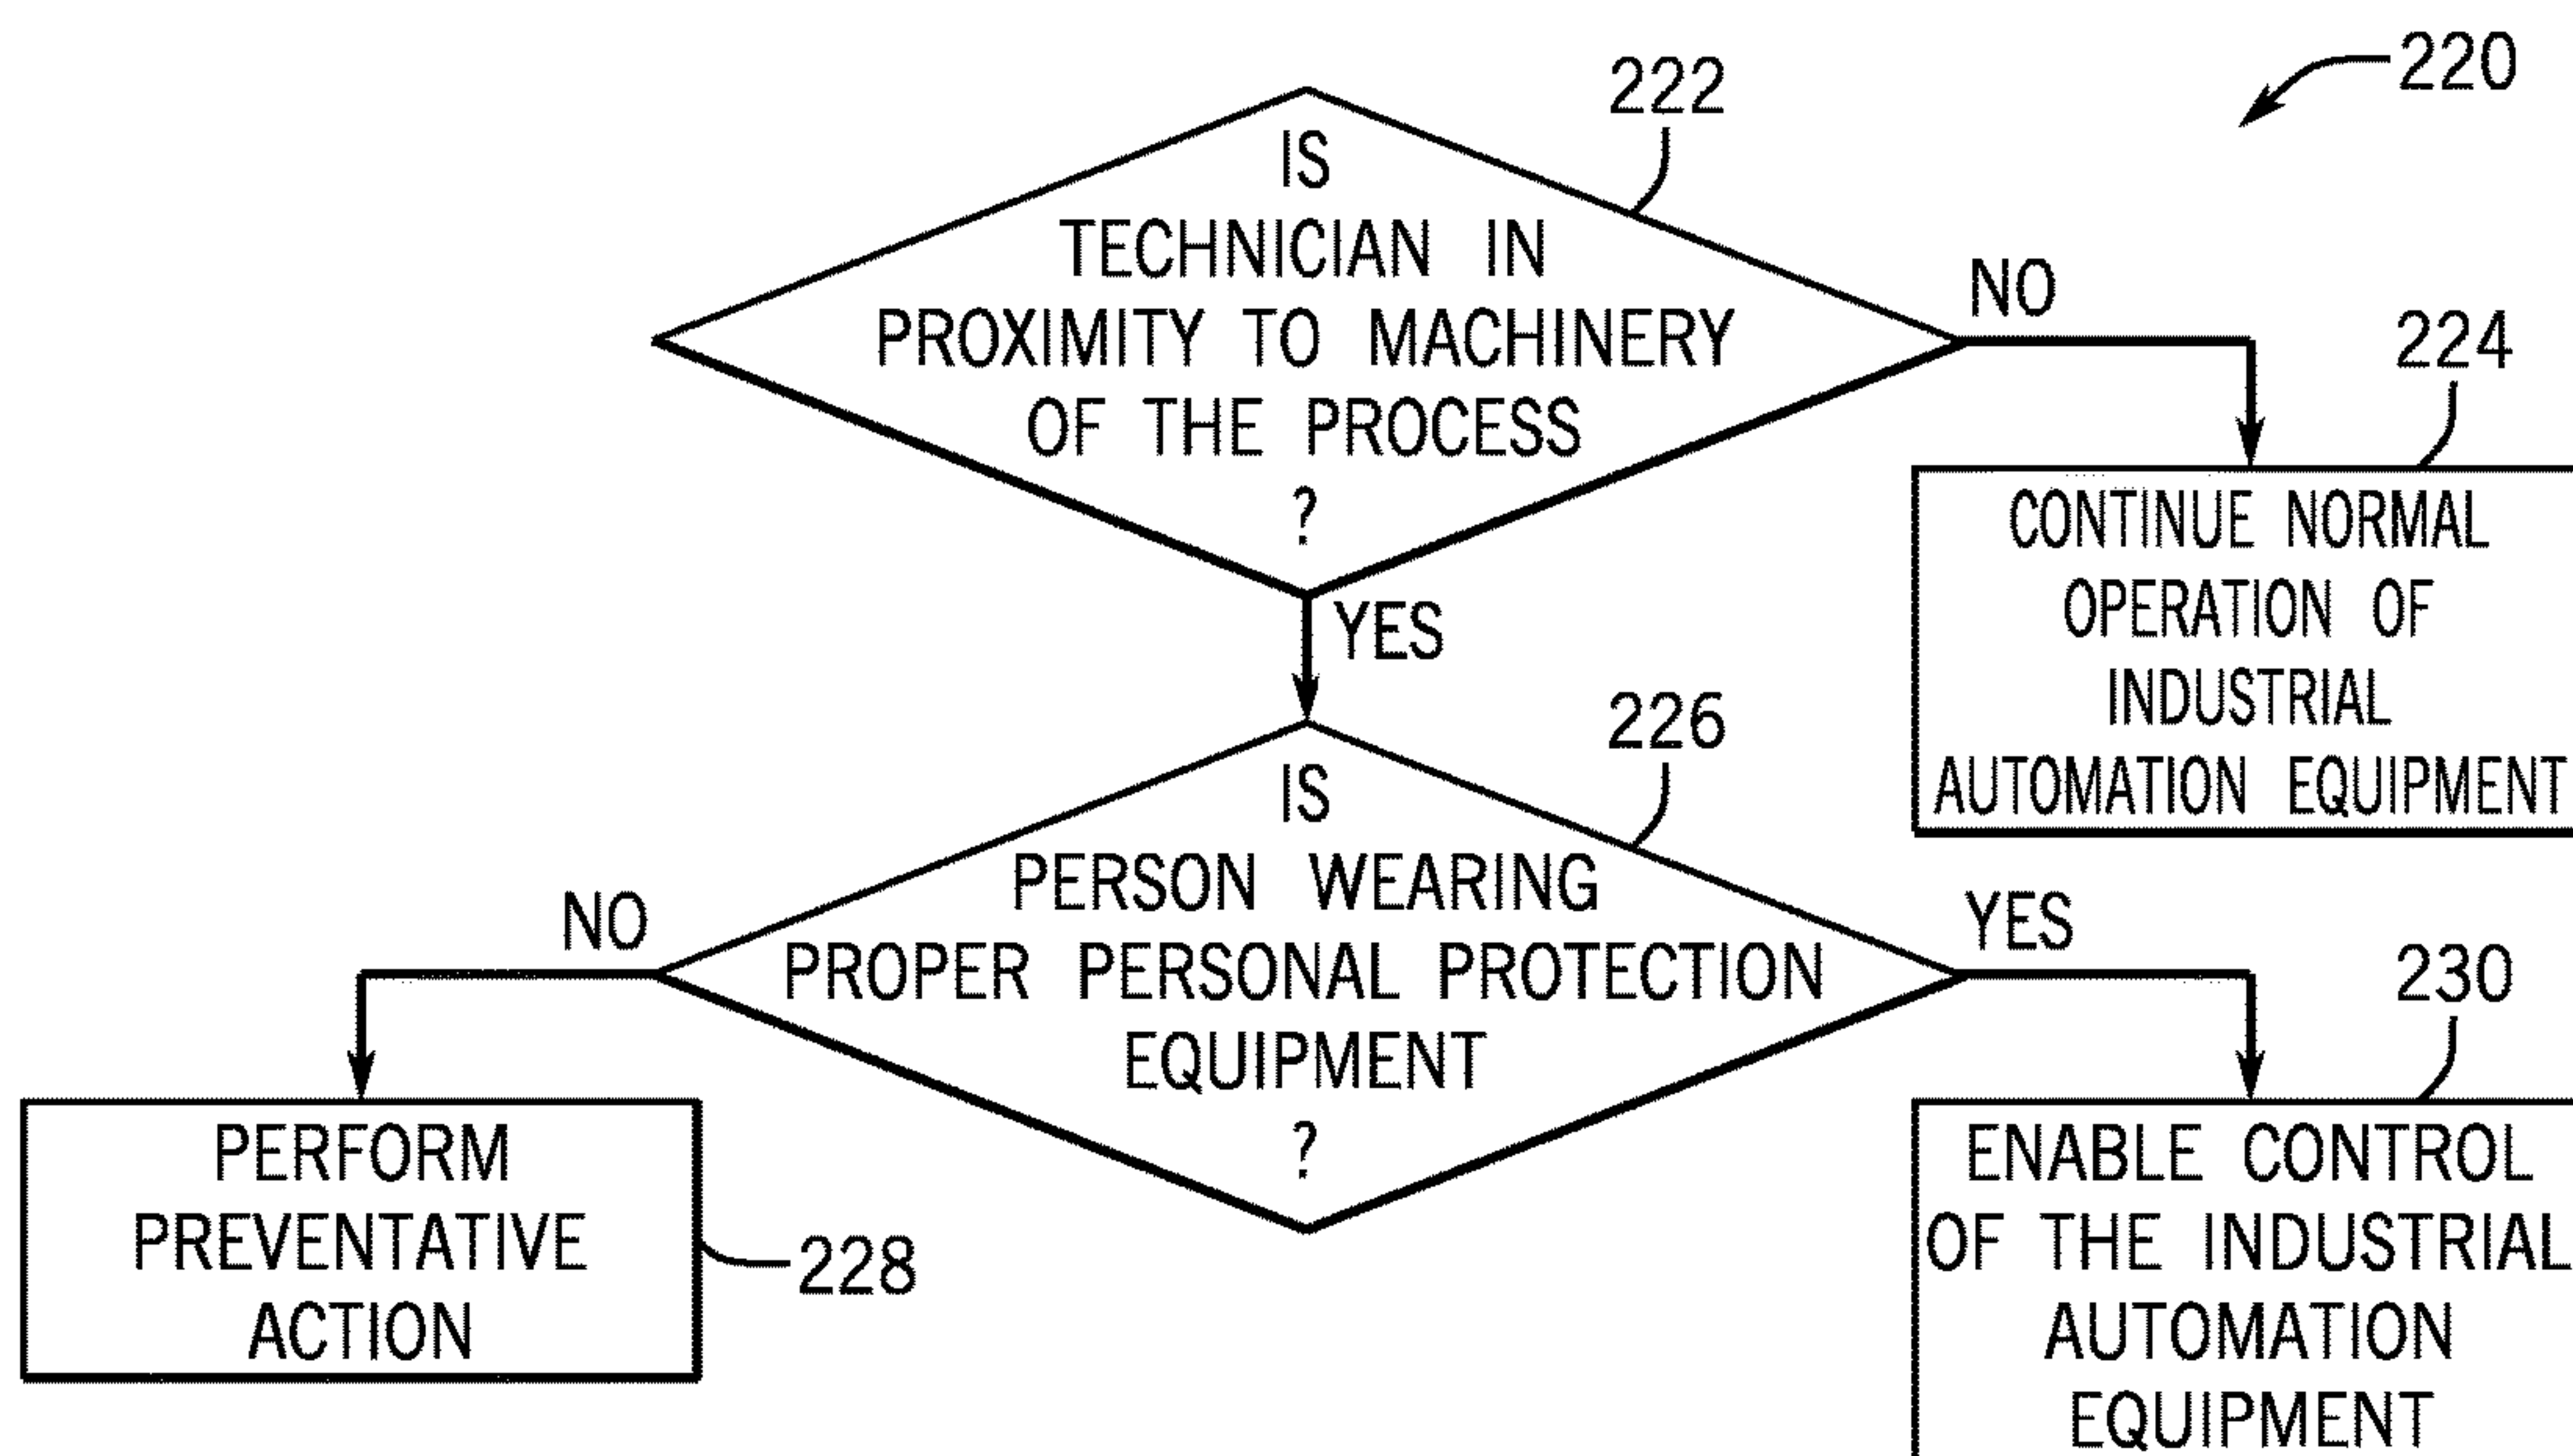 220
222
IS
TECHNICIAN IN
PROXIMITY TO MACHINERY
OF THE PROCESS
?
NO
224
CONTINUE NORMAL
OPERATION OF
INDUSTRIAL
AUTOMATION EQUIPMENT
YES
226
IS
PERSON WEARING
PROPER PERSONAL PROTECTION
EQUIPMENT
?
NO
PERFORM
PREVENTATIVE
ACTION
228
YES
230
ENABLE CONTROL
OF THE INDUSTRIAL
AUTOMATION
EQUIPMENT